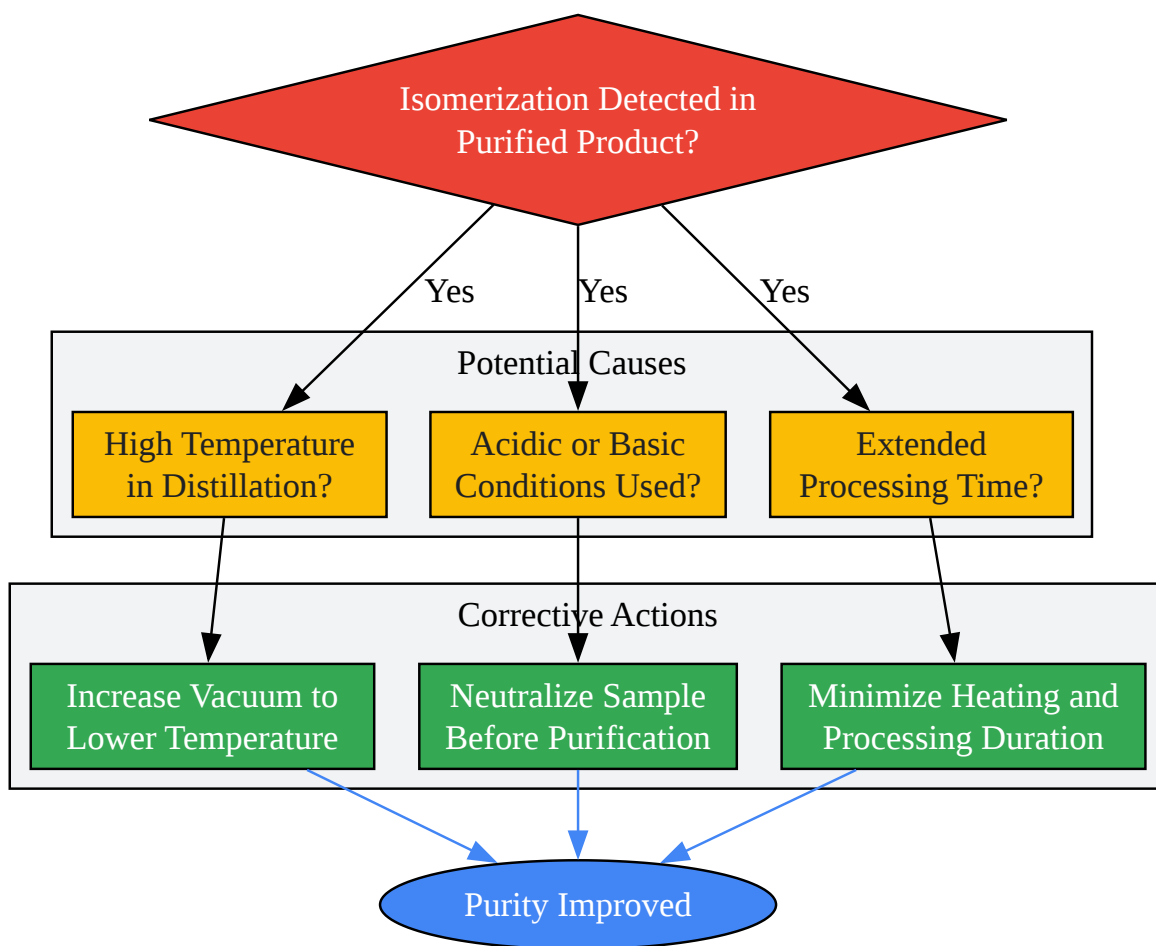 Isomerization Detected in
Purified Product?
Yes
Yes
Yes
Potential Causes
High Temperature
in Distillation?
Acidic or Basic
Conditions Used?
Extended
Processing Time?
Corrective Actions
Increase Vacuum to
Lower Temperature
Neutralize Sample
Before Purification
Minimize Heating and
Processing Duration
Purity Improved